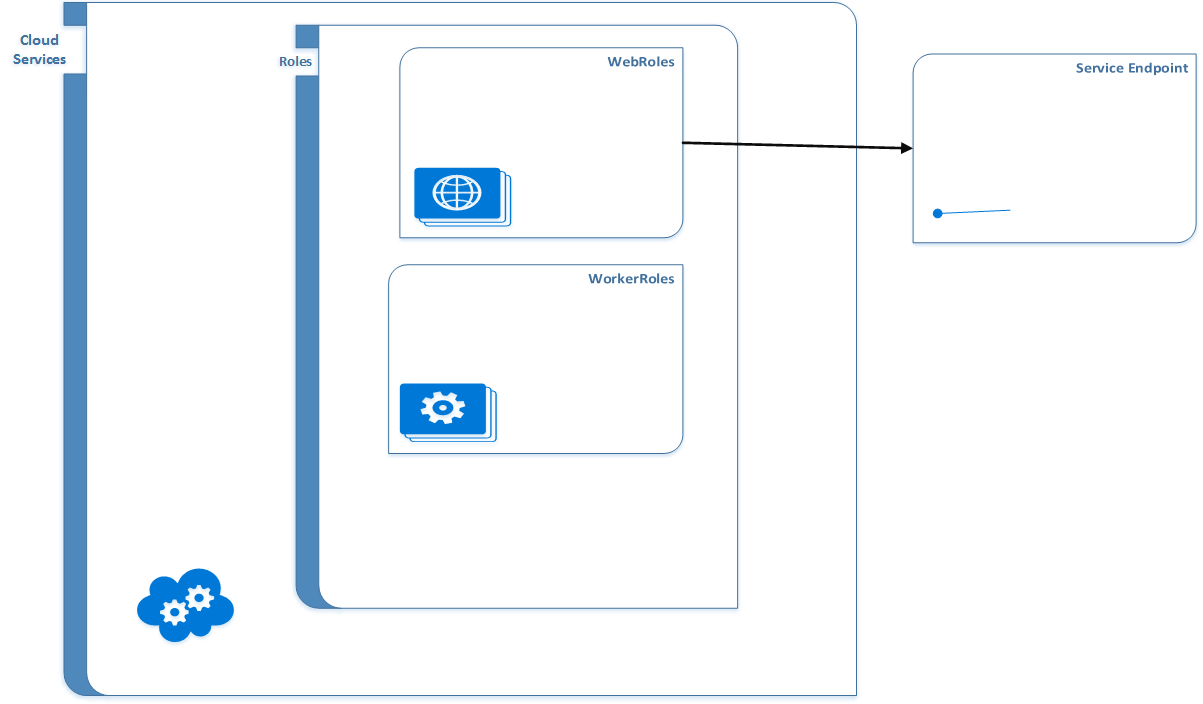 Cloud
Services
Roles
WebRoles
Service Endpoint
WorkerRoles